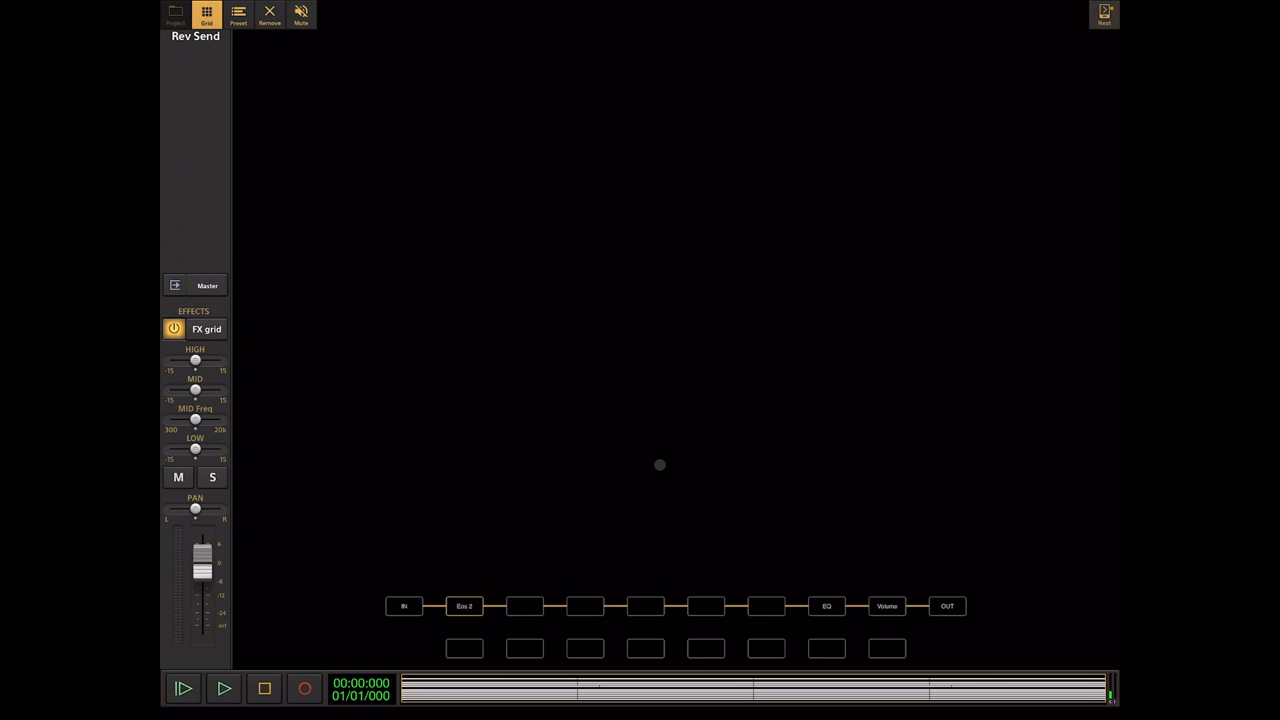 Project Grid Preset Remove Mute Next
Rev Send
Master
EFFECTS
FX grid
HIGH
-15 15
MID
-15 15
MID Freq
300 20k
LOW
-15 15
M S
PAN
L R
6
0
-6
-12
-24
-inf
IN Eos 2 EQ Volume OUT
00:00:000
01/01/000